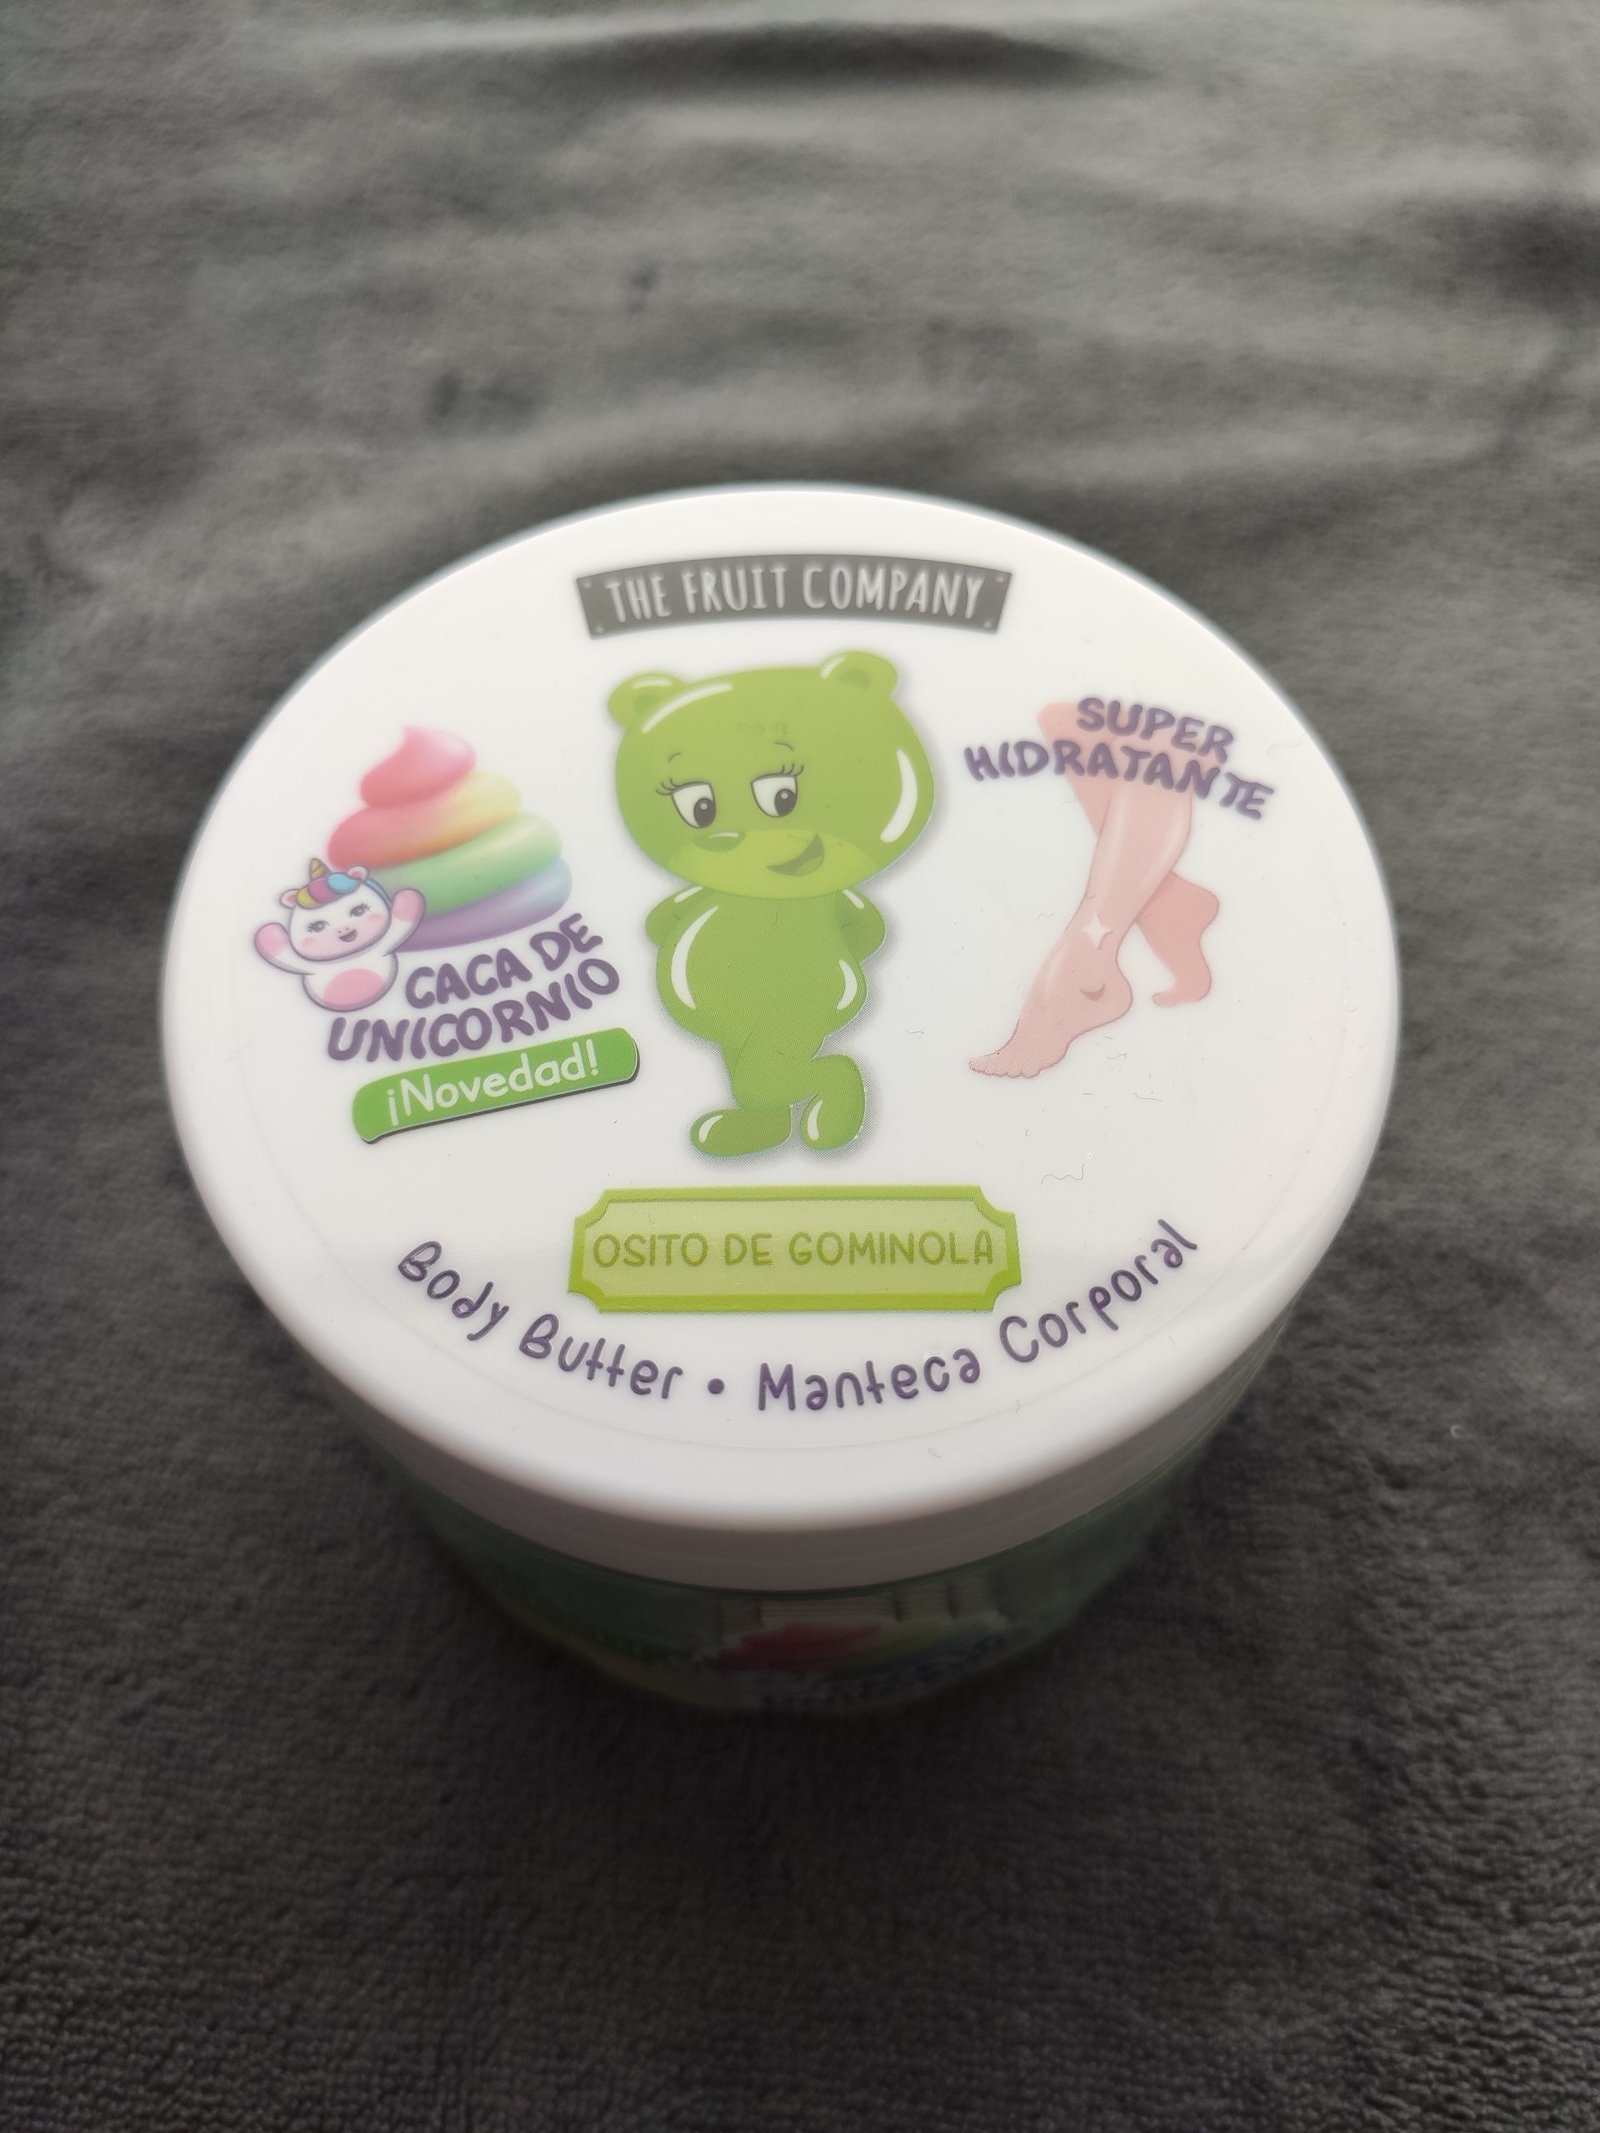 THE FRUIT COMPANY
SUPER
HIDRATANTE
CACA DE
UNICORNIO
¡Novedad!
OSITO DE GOMINOLA
Body Butter • Manteca Corporal